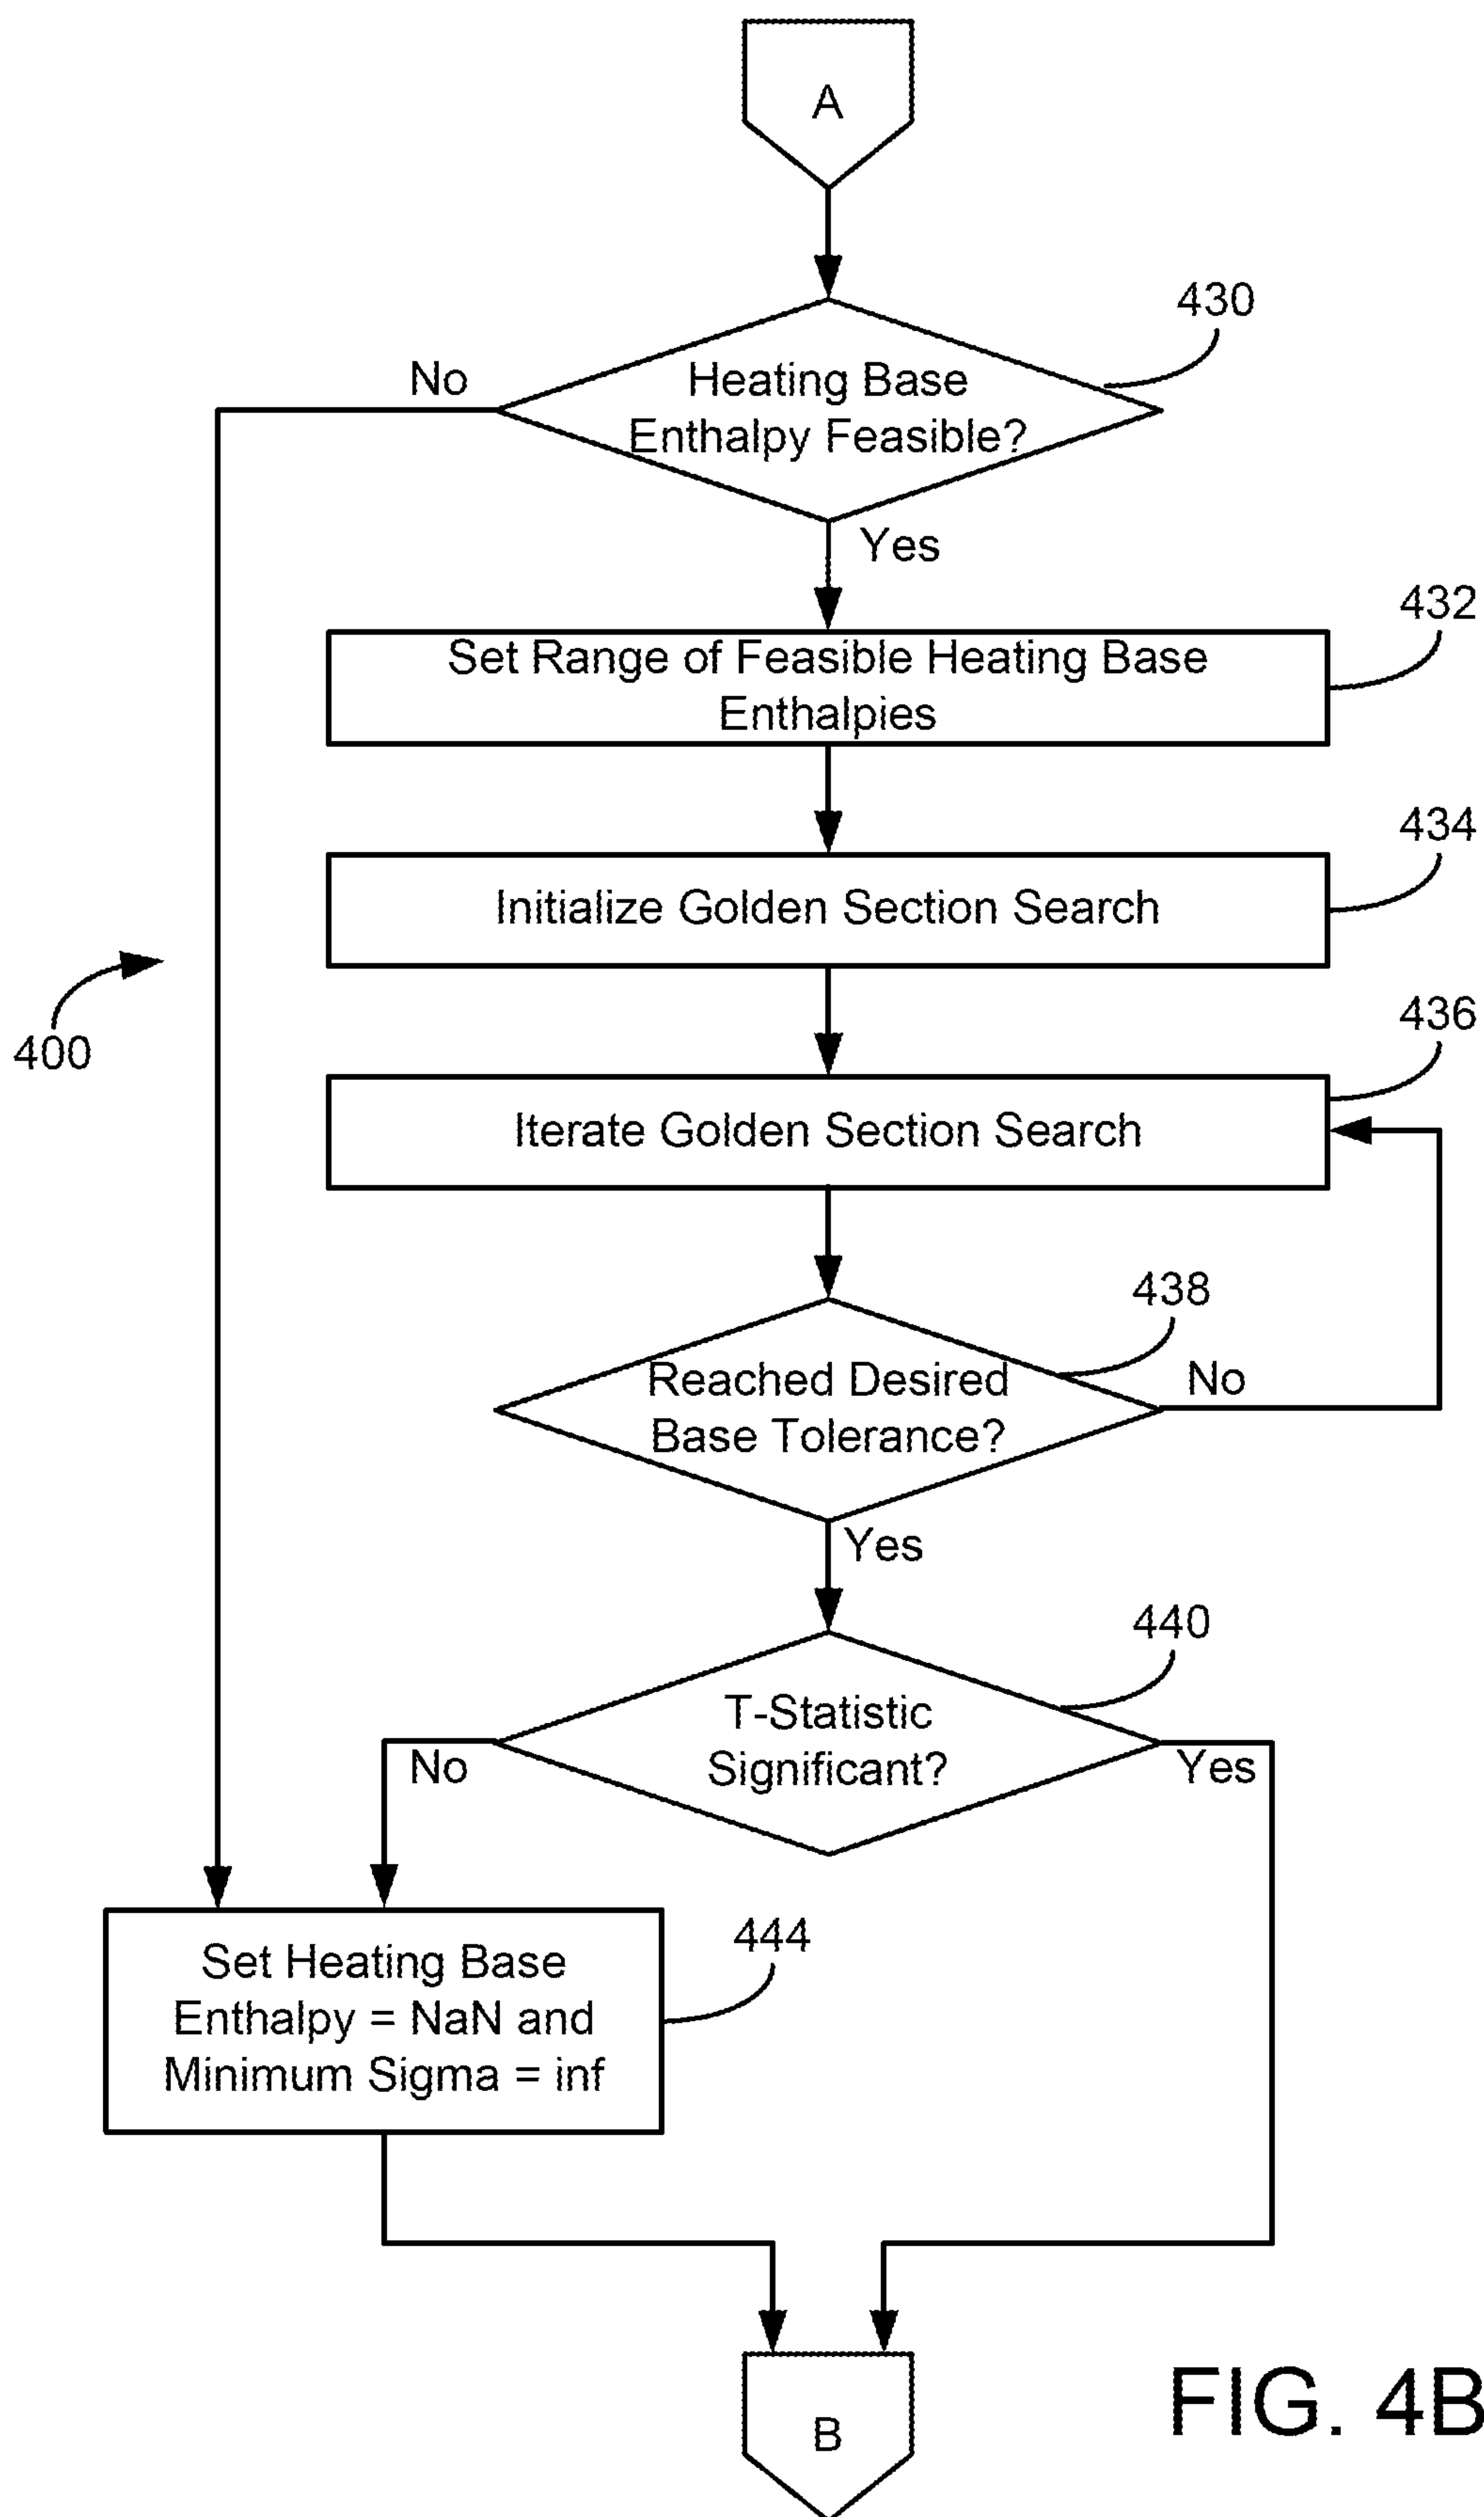 A
430
No
Heating Base
Enthalpy Feasible?
Yes
432
Set Range of Feasible Heating Base
Enthalpies
434
Initialize Golden Section Search
400
436
Iterate Golden Section Search
438
Reached Desired
Base Tolerance?
No
Yes
440
T-Statistic
Significant?
No
Yes
444
Set Heating Base
Enthalpy = NaN and
Minimum Sigma = inf
B
FIG. 4B